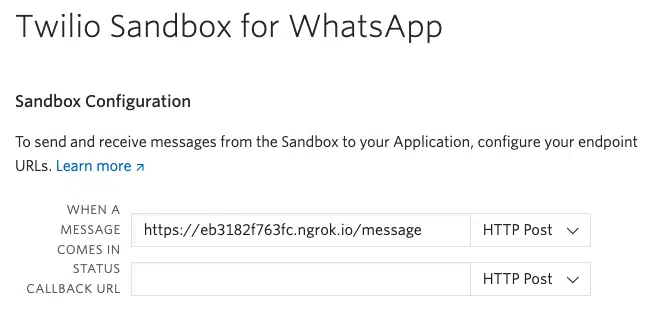 Twilio Sandbox for WhatsApp
Sandbox Configuration
To send and receive messages from the Sandbox to your Application, configure your endpoint
URLs. Learn more ↗
WHEN A
MESSAGE
COMES IN
https://eb3182f763fc.ngrok.io/message HTTP Post
STATUS
CALLBACK URL
HTTP Post